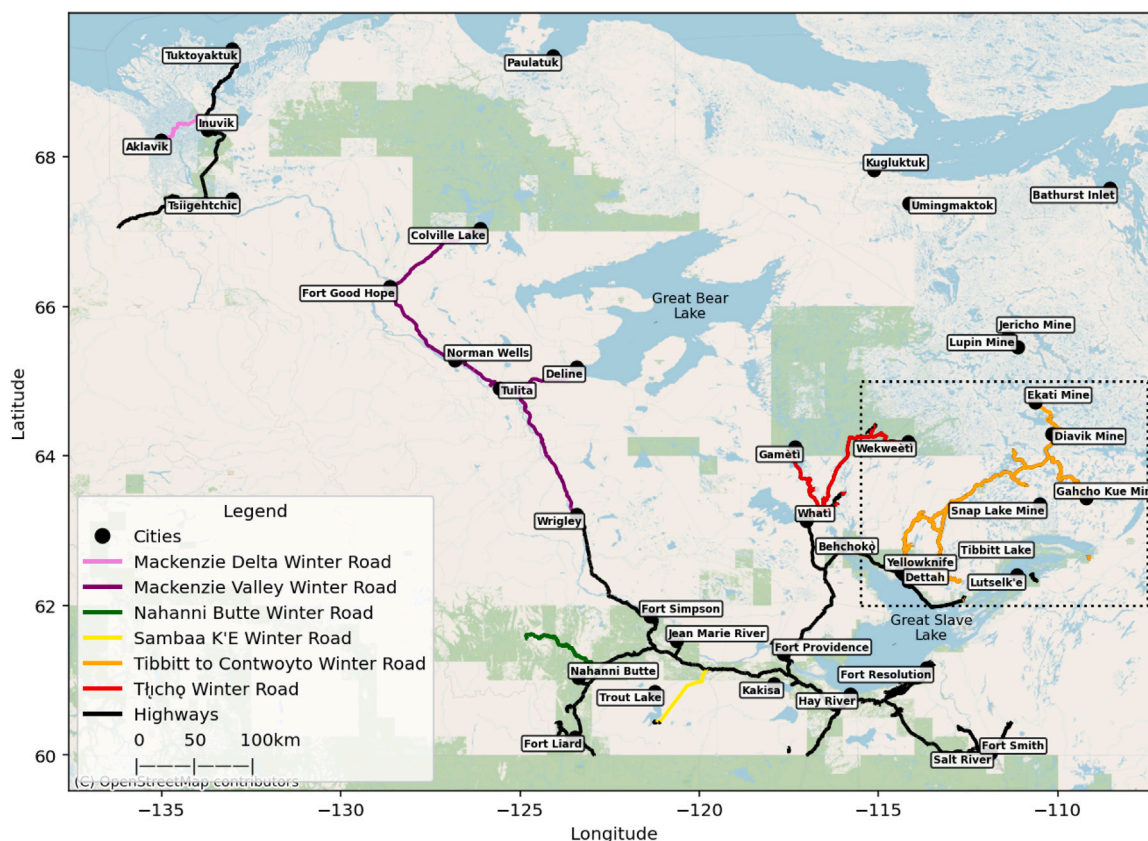 Tuktoyaktuk
Paulatuk
Inuvik
Aklavik
Kugluktuk
Bathurst Inlet
Tsiigehtchic
Umingmaktok
Colville Lake
Fort Good Hope
Great Bear
Lake
Jericho Mine
Lupin Mine
Norman Wells
Deline
Tulita
Ekati Mine
Diavik Mine
Wekweètì
Gamètì
Gahcho Kue Min
Snap Lake Mine
Whatì
Wrigley
Behchokǫ̀
Tibbitt Lake
Yellowknife
Dettah
Lutselk'e
Great Slave
Lake
Fort Simpson
Jean Marie River
Fort Providence
Nahanni Butte
Fort Resolution
Trout Lake
Kakisa
Hay River
Fort Liard
Fort Smith
Salt River
Legend
Cities
Mackenzie Delta Winter Road
Mackenzie Valley Winter Road
Nahanni Butte Winter Road
Sambaa K'E Winter Road
Tibbitt to Contwoyto Winter Road
Tłı̨chǫ Winter Road
Highways
0 50 100km
(C) OpenStreetMap contributors
Latitude
68
66
64
62
60
−135 −130 −125 −120 −115 −110
Longitude